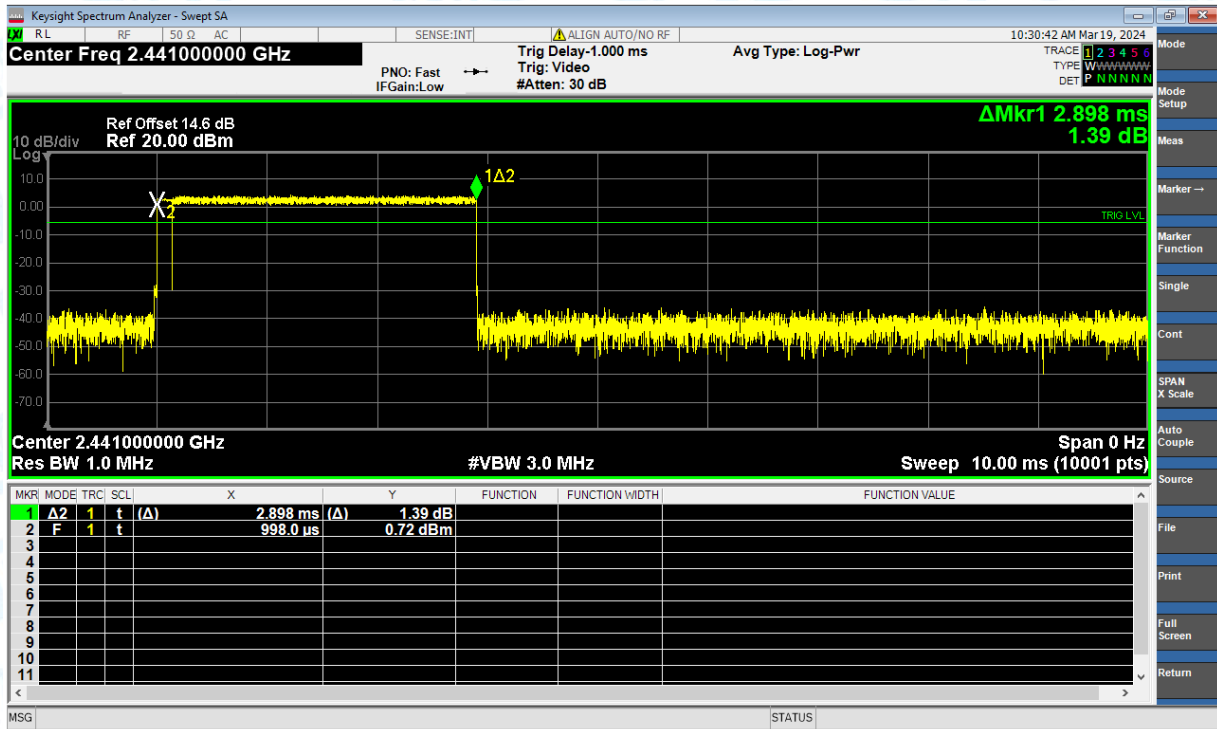 Keysight Spectrum Analyzer - Swept SA
LXI RL RF 50 Ω AC SENSE:INT ALIGN AUTO/NO RF 10:30:42 AM Mar 19, 2024
Center Freq 2.441000000 GHz
PNO: Fast
IFGain:Low
Trig Delay-1.000 ms
Trig: Video
#Atten: 30 dB
Avg Type: Log-Pwr
TRACE 1 2 3 4 5 6
TYPE WWWWWW
DET P N N N N N
ΔMkr1 2.898 ms
1.39 dB
Ref Offset 14.6 dB
10 dB/div Ref 20.00 dBm
Log
10.0
0.00
-10.0
-20.0
-30.0
-40.0
-50.0
-60.0
-70.0
1Δ2
2
TRIG LVL
Center 2.441000000 GHz Span 0 Hz
Res BW 1.0 MHz #VBW 3.0 MHz Sweep 10.00 ms (10001 pts)
MKR MODE TRC SCL X Y FUNCTION FUNCTION WIDTH FUNCTION VALUE
1 Δ2 1 t (Δ) 2.898 ms (Δ) 1.39 dB
2 F 1 t 998.0 µs 0.72 dBm
3
4
5
6
7
8
9
10
11
MSG STATUS
Mode
Mode
Setup
Meas
Marker →
Marker
Function
Single
Cont
SPAN
X Scale
Auto
Couple
Source
File
Print
Full
Screen
Return